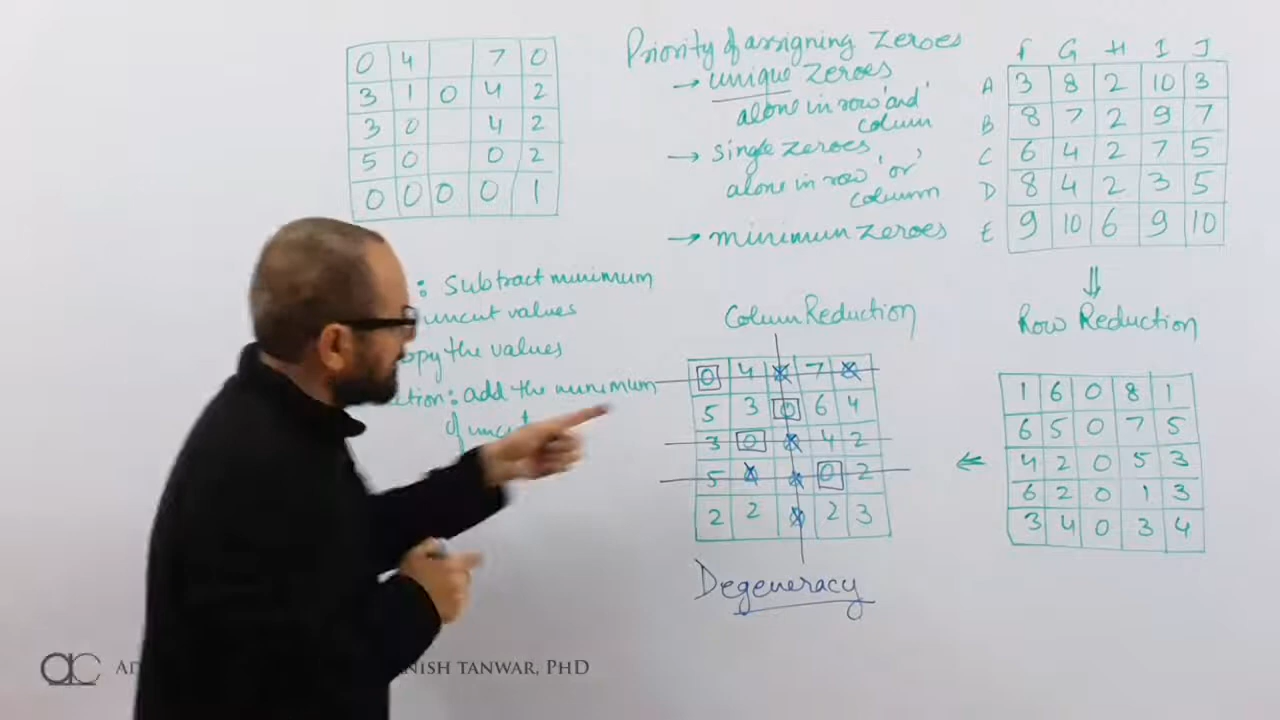 0 4 7 0
3 1 0 4 2
3 0 4 2
5 0 0 2
0 0 0 0 1
Priority of assigning zeroes
→ unique zeroes
alone in row 'and'
column
→ single zeroes
alone in row 'or'
column
→ minimum zeroes
F G H I J
A 3 8 2 10 3
B 8 7 2 9 7
C 6 4 2 7 5
D 8 4 2 3 5
E 9 10 6 9 10
⇓
Row Reduction
1 6 0 8 1
6 5 0 7 5
4 2 0 5 3
6 2 0 1 3
3 4 0 3 4
←
: subtract minimum
uncut values
opy the values
ction: add the minimum
of uncut
Column Reduction
0 4 7
5 3 0 6 4
3 0 4 2
5 0 2
2 2 2 3
Degeneracy
ac
NISH TANWAR, PHD